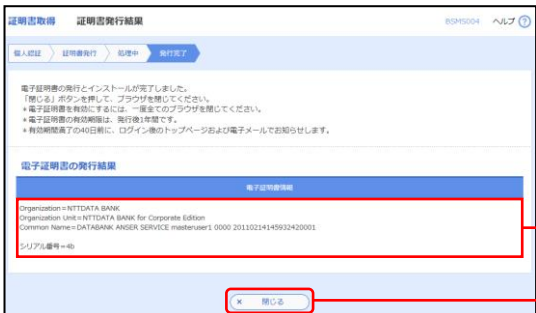 証明書取得 証明書発行結果 BSMS004 ヘルプ ?
個人認証 証明書発行 処理中 発行完了
電子証明書の発行とインストールが完了しました。
「閉じる」ボタンを押して、ブラウザを閉じてください。
＊電子証明書を有効にするには、一度全てのブラウザを閉じてください。
＊電子証明書の有効期限は、発行後1年間です。
＊有効期間満了の40日前に、ログイン後のトップページおよび電子メールでお知らせします。
電子証明書の発行結果
電子証明書情報
Organization=NTTDATA BANK
Organization Unit=NTTDATA BANK for Corporate Edition
Common Name=DATABANK ANSER SERVICE masteruser1 0000 20110214145932420001
シリアル番号=4b
× 閉じる